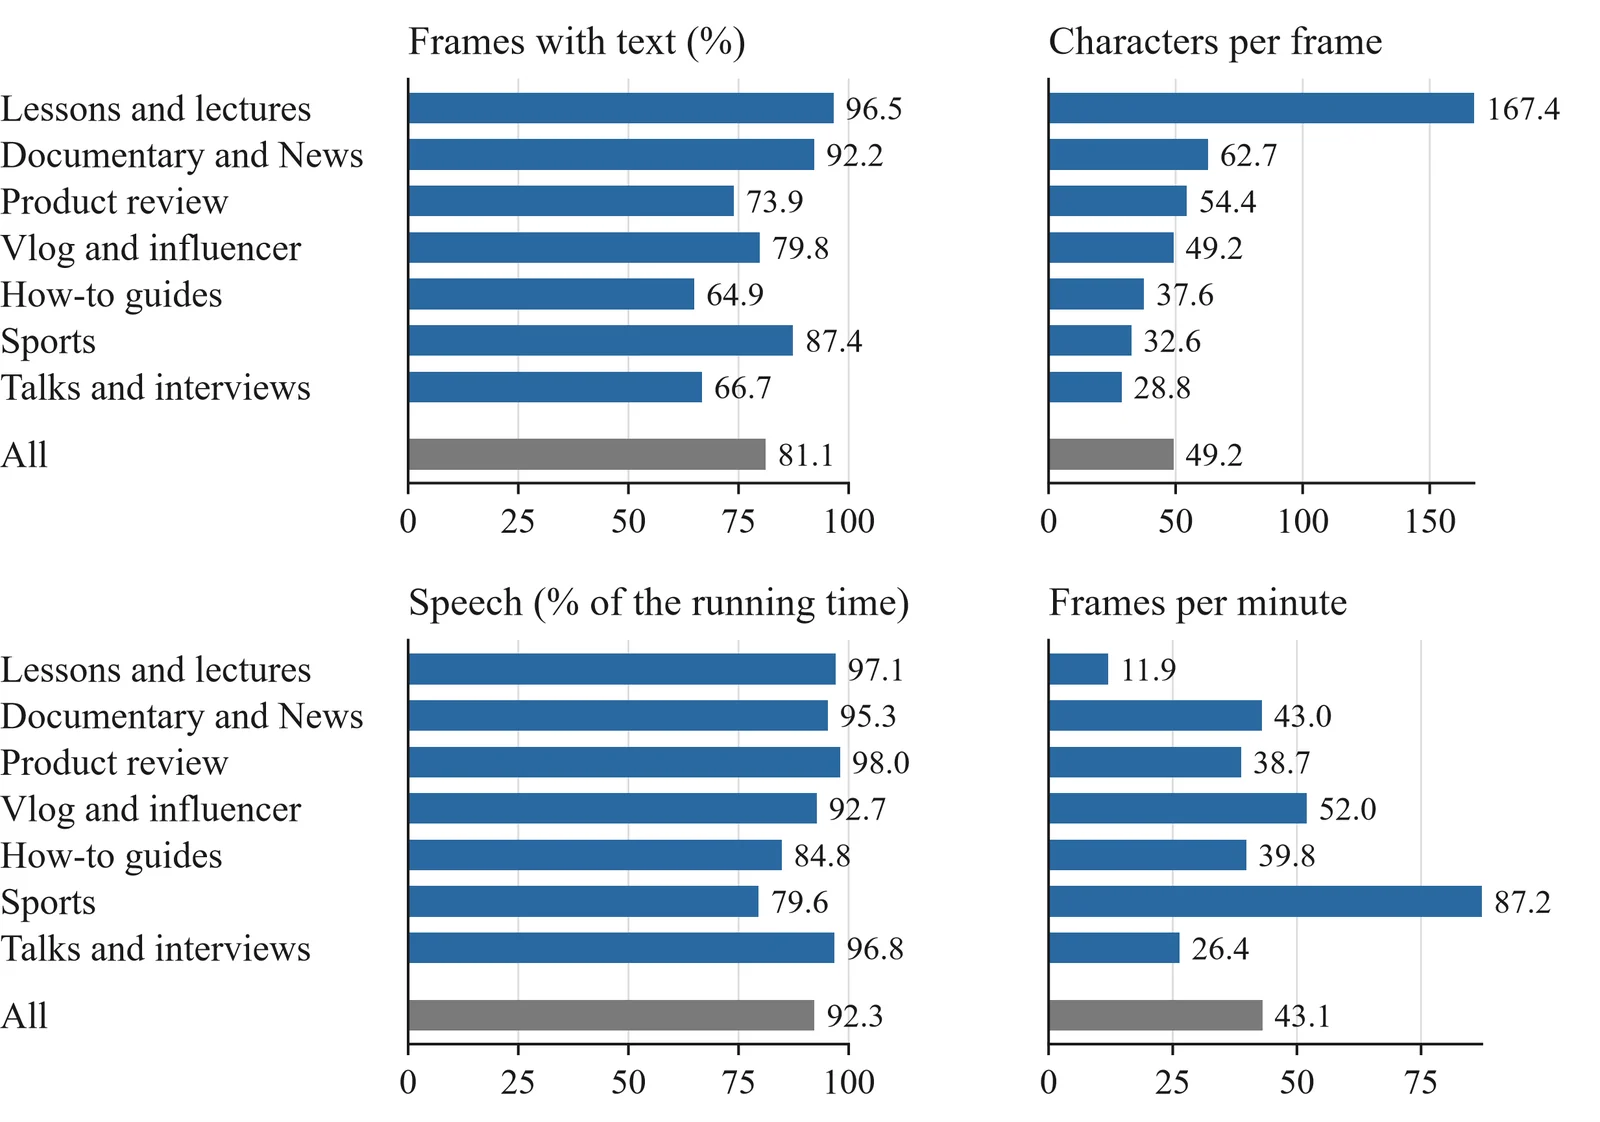 Frames with text (%)
Characters per frame
Lessons and lectures 96.5 167.4
Documentary and News 92.2 62.7
Product review 73.9 54.4
Vlog and influencer 79.8 49.2
How-to guides 64.9 37.6
Sports 87.4 32.6
Talks and interviews 66.7 28.8
All 81.1 49.2
0 25 50 75 100 0 50 100 150
Speech (% of the running time)
Frames per minute
Lessons and lectures 97.1 11.9
Documentary and News 95.3 43.0
Product review 98.0 38.7
Vlog and influencer 92.7 52.0
How-to guides 84.8 39.8
Sports 79.6 87.2
Talks and interviews 96.8 26.4
All 92.3 43.1
0 25 50 75 100 0 25 50 75